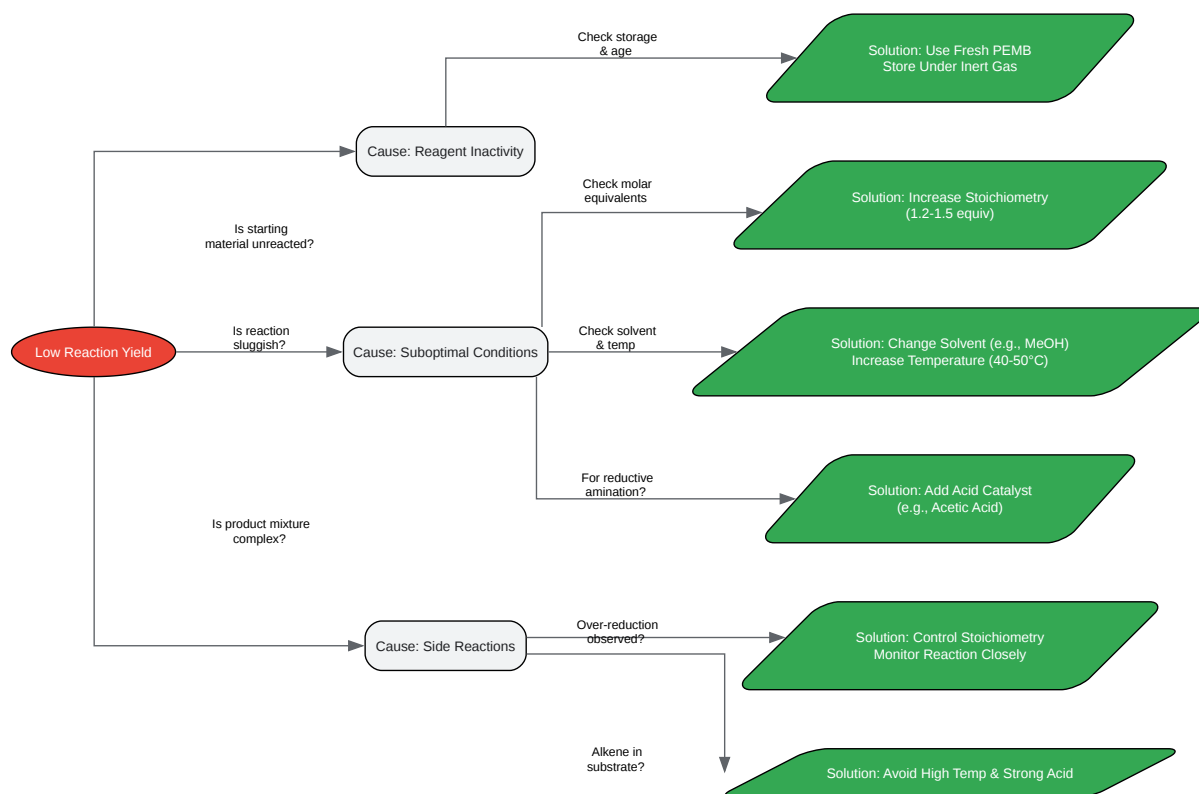 Check storage
& age
Solution: Use Fresh PEMB
Store Under Inert Gas
Cause: Reagent Inactivity
Check molar
equivalents
Solution: Increase Stoichiometry
(1.2-1.5 equiv)
Is starting
material unreacted?
Low Reaction Yield
Is reaction
sluggish?
Cause: Suboptimal Conditions
Check solvent
& temp
Solution: Change Solvent (e.g., MeOH)
Increase Temperature (40-50°C)
For reductive
amination?
Solution: Add Acid Catalyst
(e.g., Acetic Acid)
Is product mixture
complex?
Cause: Side Reactions
Over-reduction
observed?
Solution: Control Stoichiometry
Monitor Reaction Closely
Alkene in
substrate?
Solution: Avoid High Temp & Strong Acid